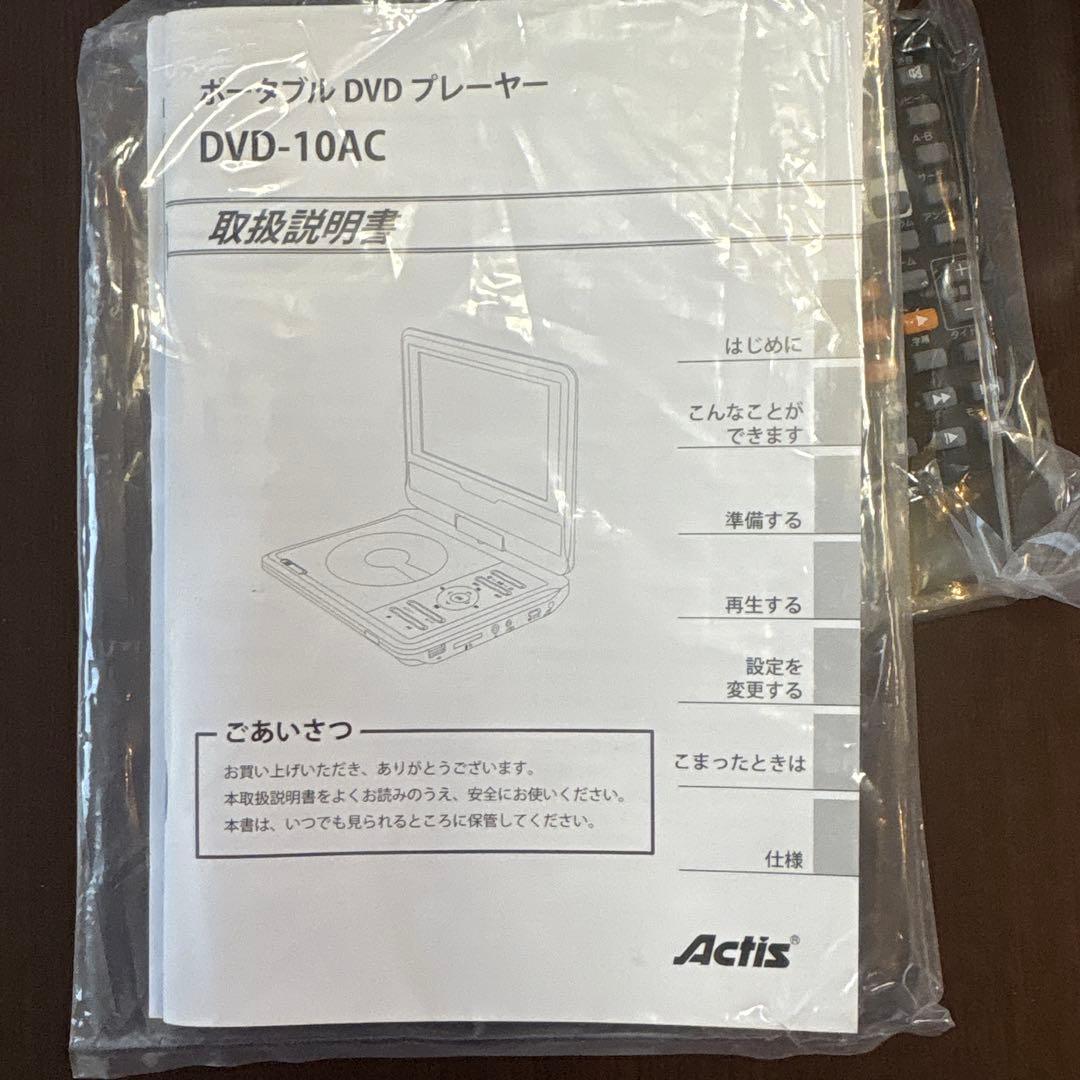 ポータブル DVD プレーヤー
DVD-10AC
取扱説明書
はじめに
こんなことが
できます
準備する
再生する
設定を
変更する
こまったときは
仕様
ごあいさつ
お買い上げいただき、ありがとうございます。
本取扱説明書をよくお読みのうえ、安全にお使いください。
本書は、いつでも見られるところに保管してください。
Actis®
A-B
字幕